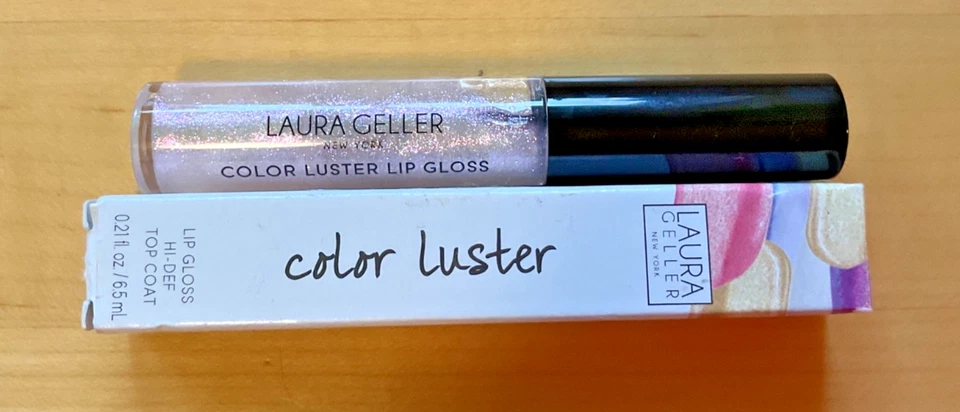 LAURA GELLER
NEW YORK
COLOR LUSTER LIP GLOSS
color luster
LIP GLOSS
HI-DEF
TOP COAT
0.21 fl. oz / 6.5 mL
LAURA
GELLER
NEW YORK